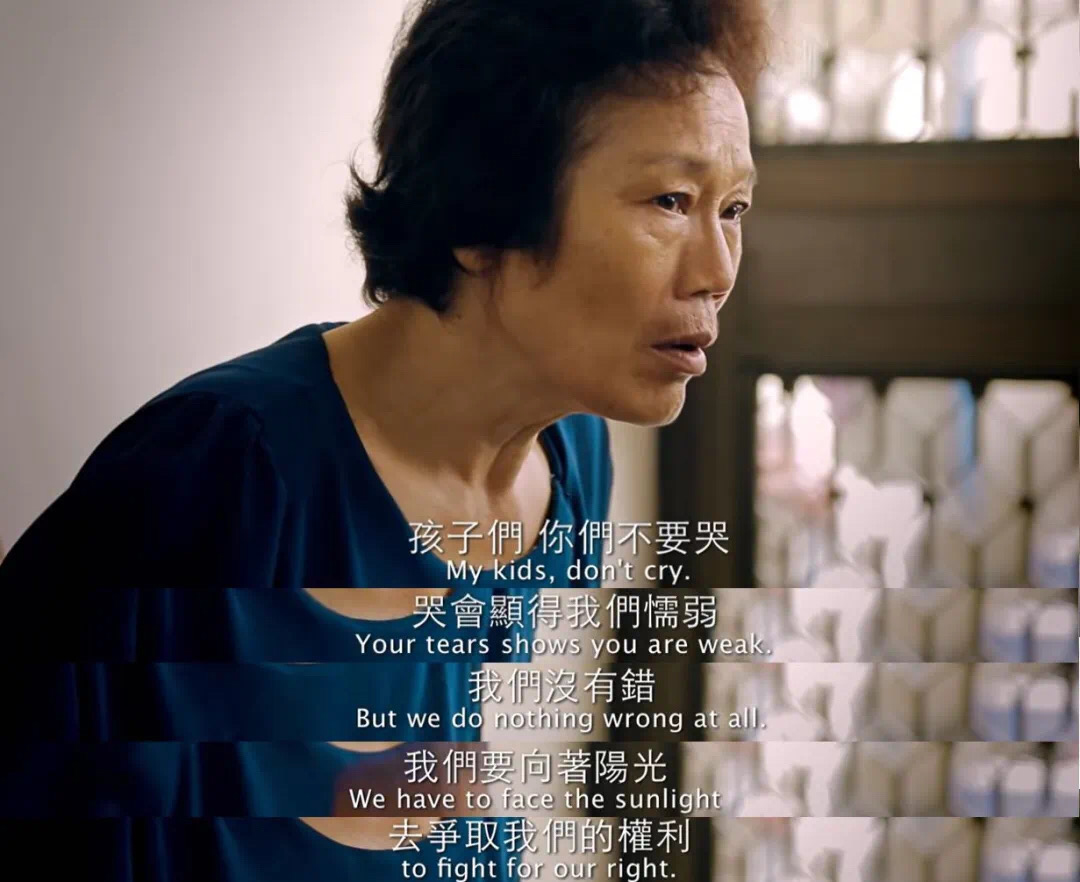 孩子們 你們不要哭
My kids, don't cry.
哭會顯得我們懦弱
Your tears shows you are weak.
我們沒有錯
But we do nothing wrong at all.
我們要向著陽光
We have to face the sunlight
去爭取我們的權利
to fight for our right.